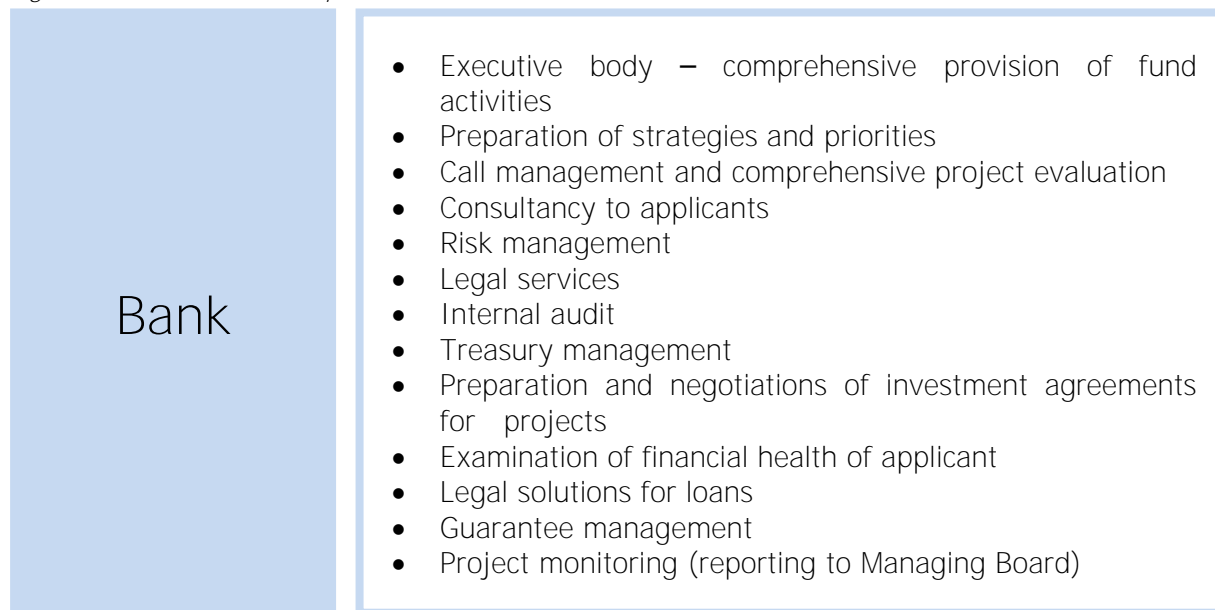 Bank
• Executive body – comprehensive provision of fund
activities
• Preparation of strategies and priorities
• Call management and comprehensive project evaluation
• Consultancy to applicants
• Risk management
• Legal services
• Internal audit
• Treasury management
• Preparation and negotiations of investment agreements
for projects
• Examination of financial health of applicant
• Legal solutions for loans
• Guarantee management
• Project monitoring (reporting to Managing Board)